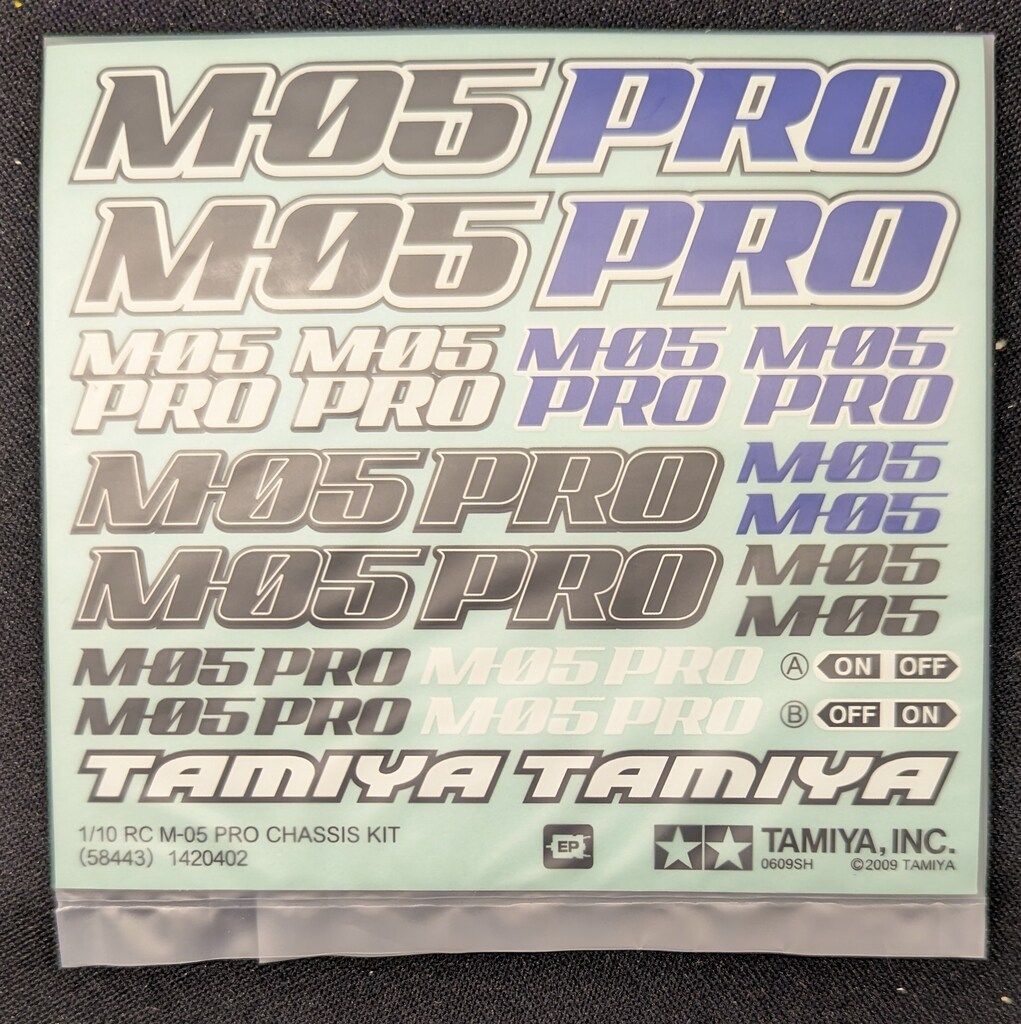 M-05 PRO
M-05 PRO
M-05 PRO M-05 PRO M-05 PRO M-05 PRO
M-05 PRO
M-05
M-05
M-05 PRO
M-05
M-05
M-05 PRO M-05 PRO
A ON OFF
M-05 PRO M-05 PRO
B OFF ON
TAMIYA TAMIYA
1/10 RC M-05 PRO CHASSIS KIT
(58443) 1420402
EP
TAMIYA, INC.
0609SH ©2009 TAMIYA